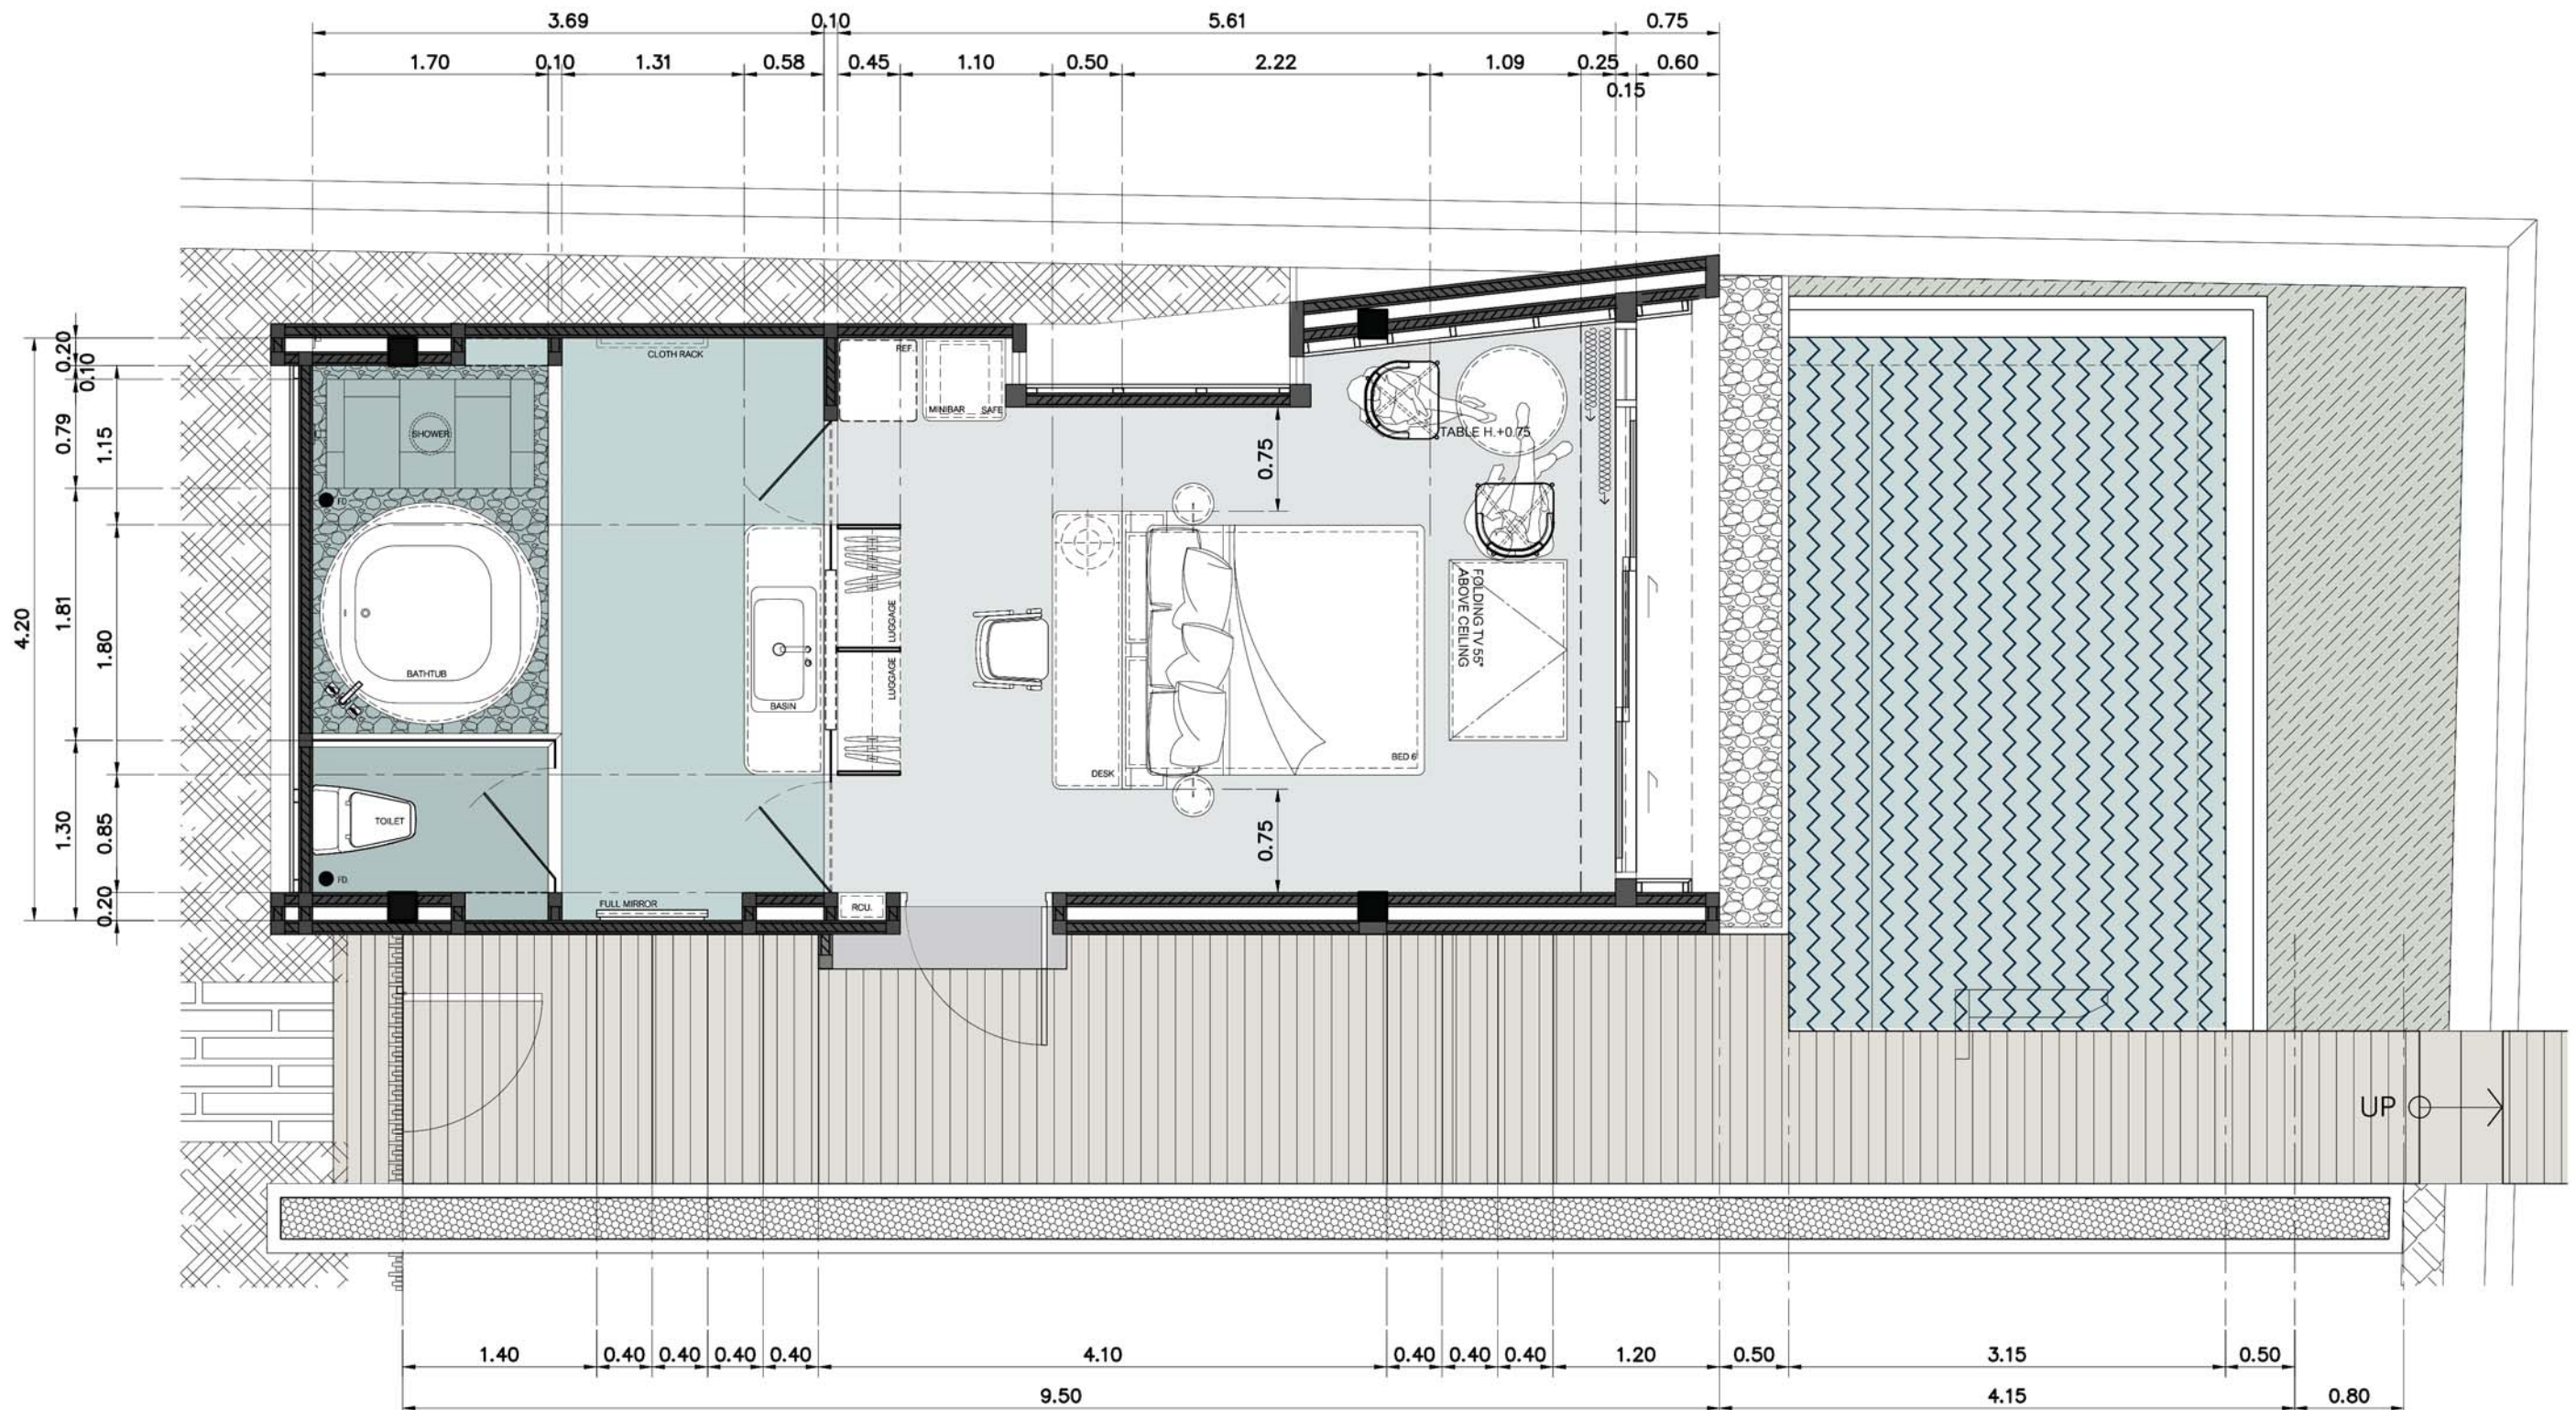 3.69 0.10 5.61 0.75
1.70 0.10 1.31 0.58 0.45 1.10 0.50 2.22 1.09 0.25 0.60
0.15
0.20
0.10
0.79
1.15
4.20
1.81
1.80
1.30
0.85
0.20
CLOTH RACK
REF.
MINIBAR SAFE
SHOWER
TABLE H.+0.75
0.75
FD.
LUGGAGE
LUGGAGE
FOLDING TV 55"
ABOVE CEILING
BATHTUB
BASIN
BED 6'
DESK
TOILET
0.75
FD.
FULL MIRROR
RCU.
UP
1.40 0.40 0.40 0.40 0.40 4.10 0.40 0.40 0.40 1.20 0.50 3.15 0.50
9.50 4.15 0.80